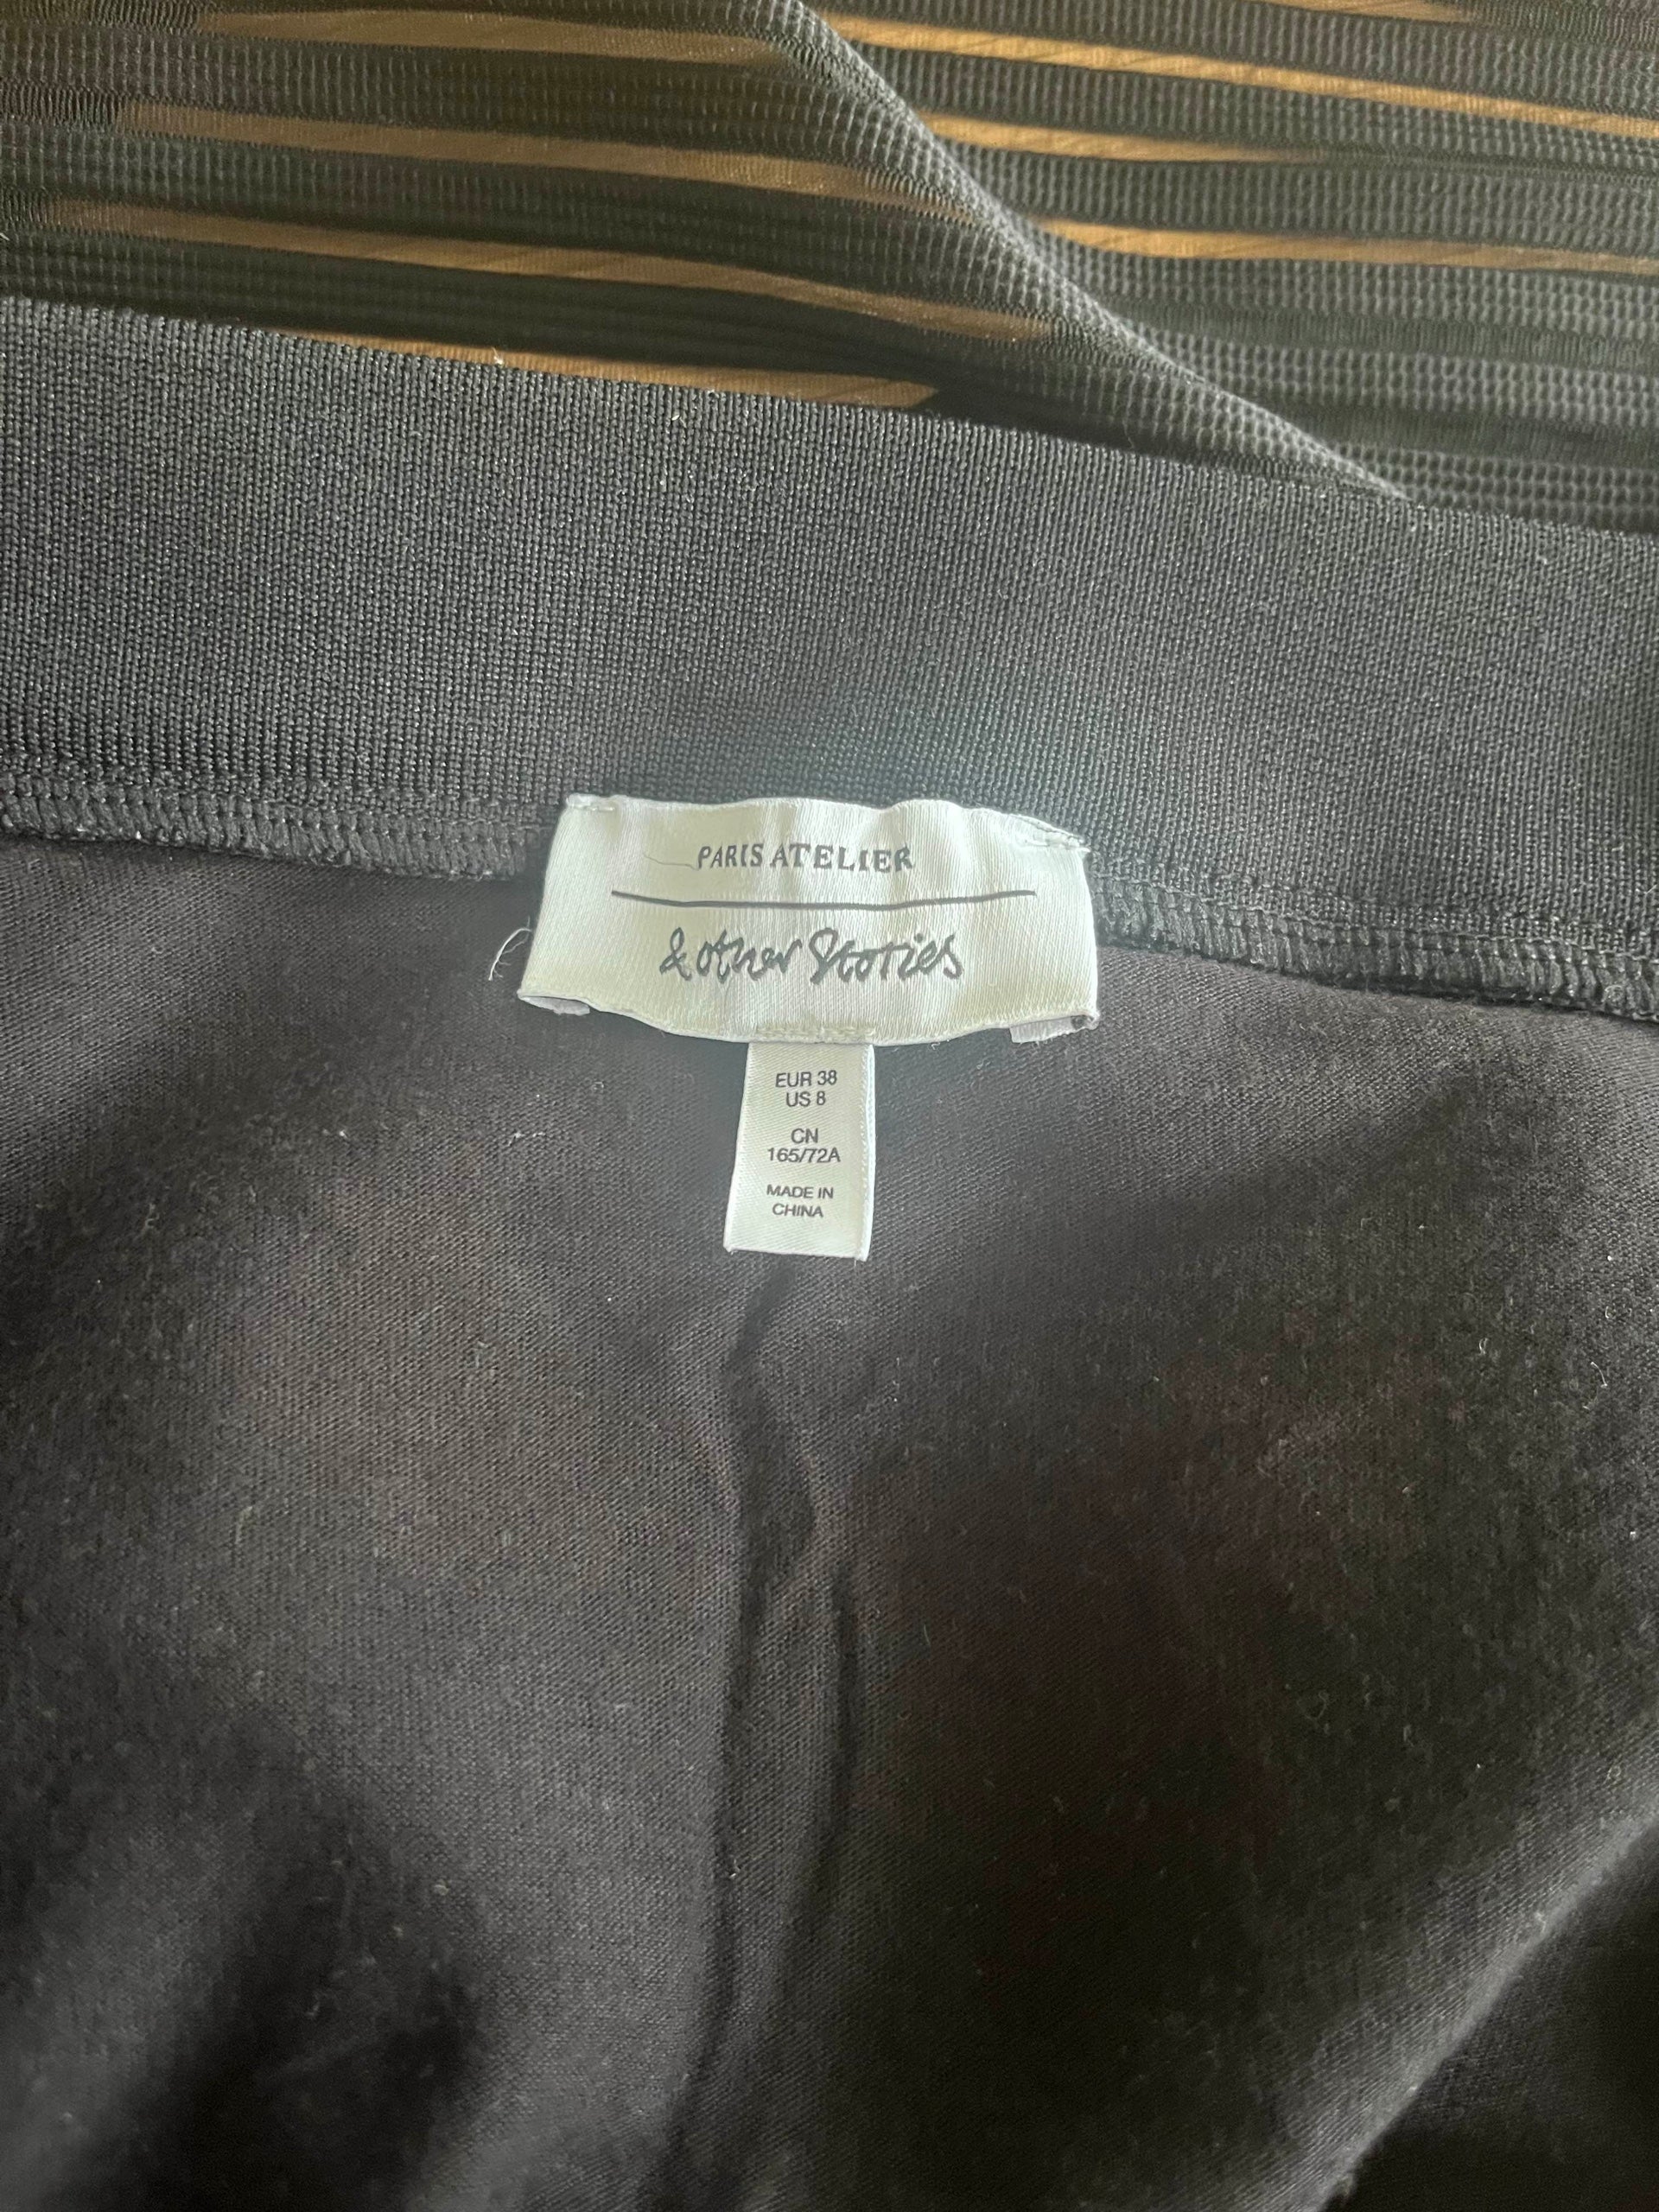 PARIS ATELIER
& other Stories
EUR 38
US 8
CN
165/72A
MADE IN
CHINA